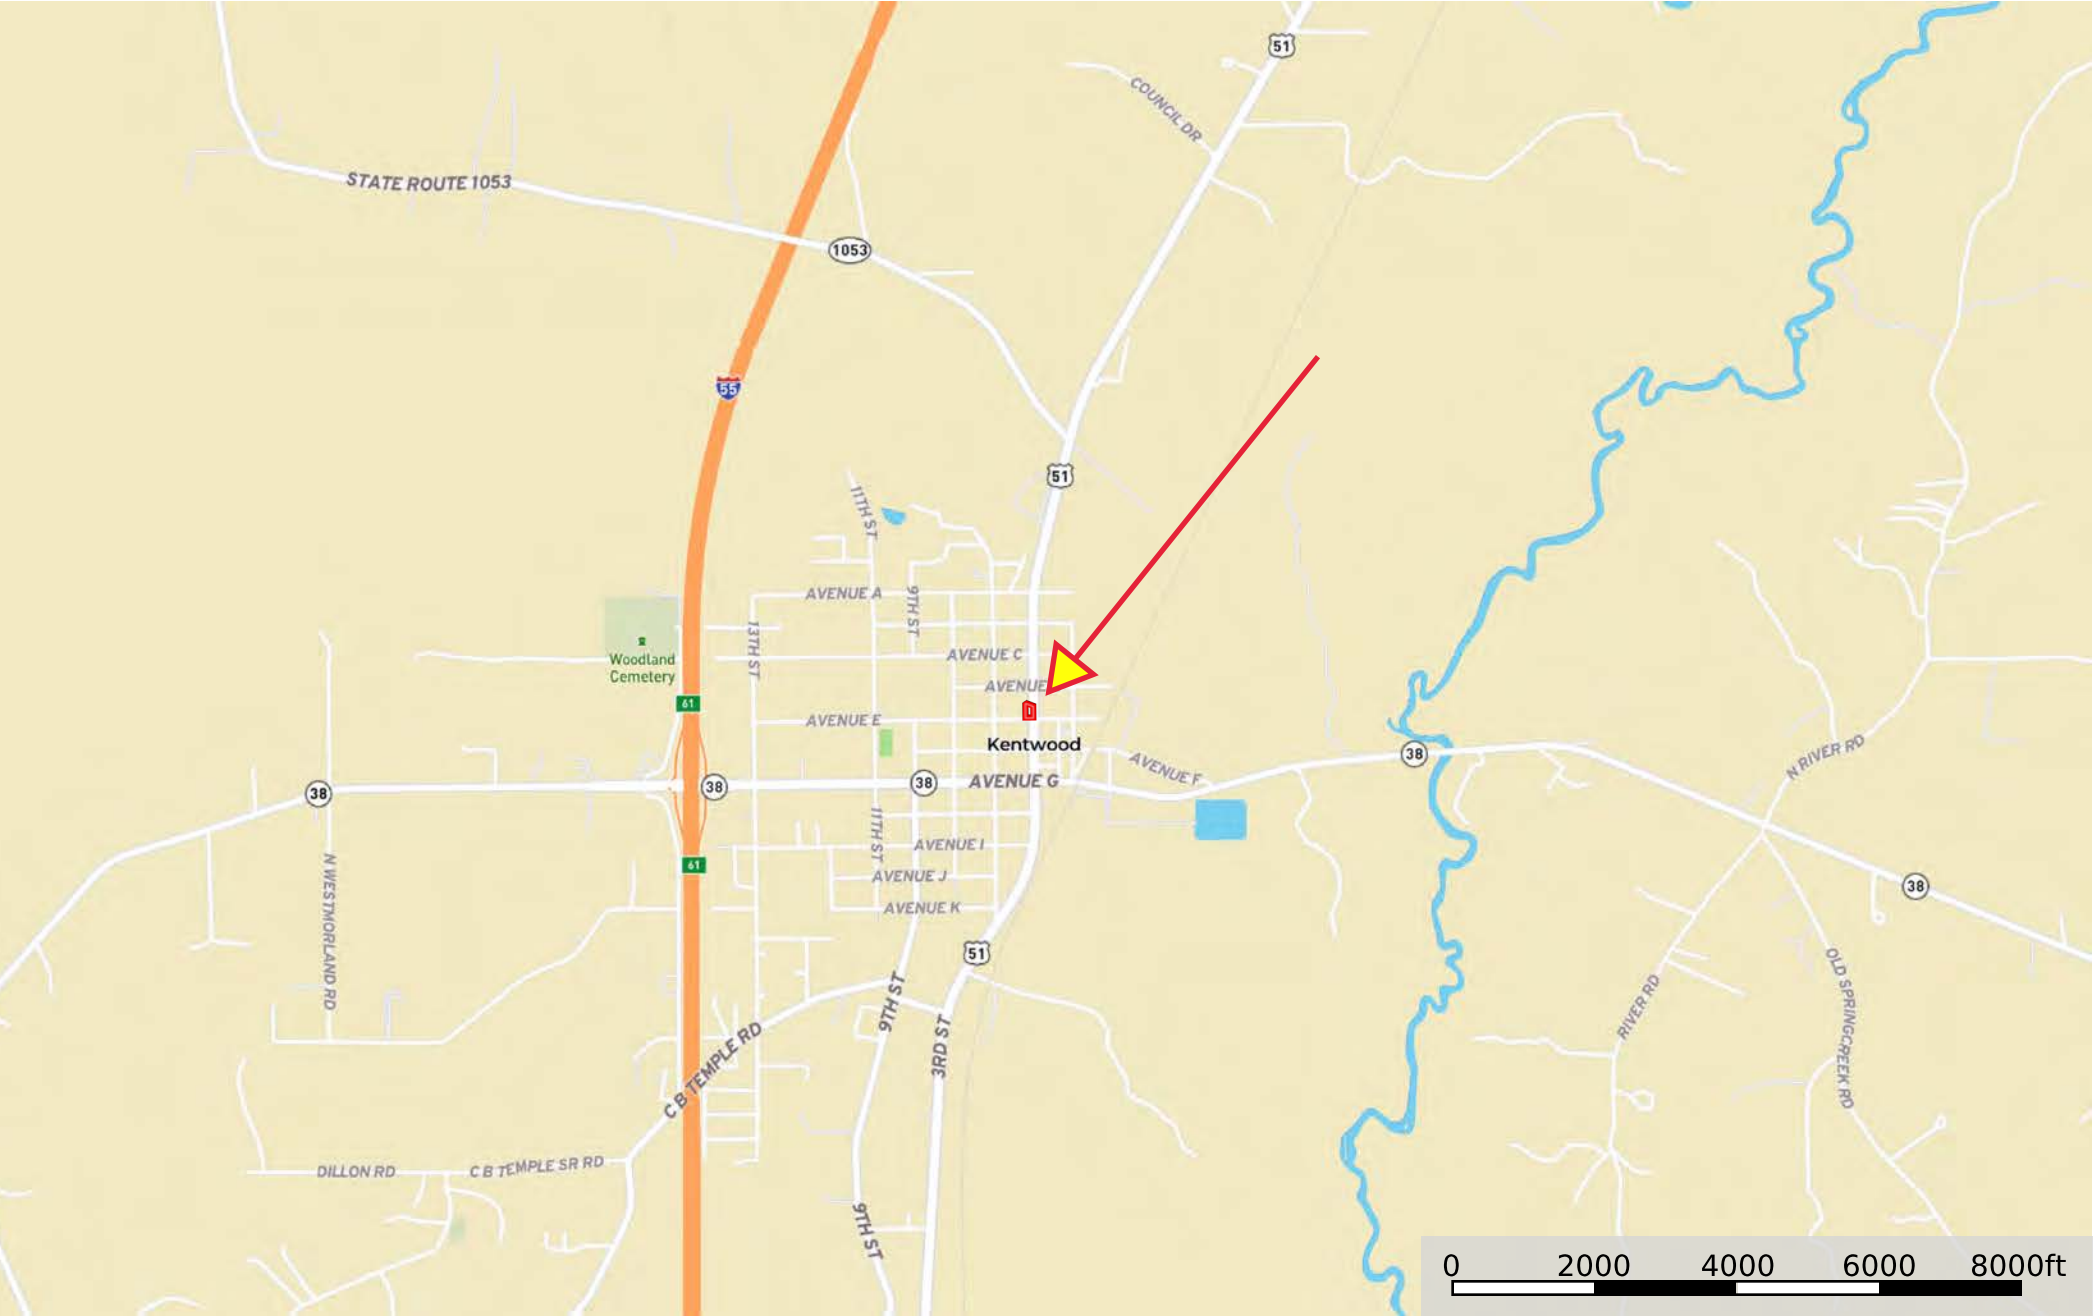 51
COUNCIL DR
STATE ROUTE 1053
1053
55
51
11TH ST
AVENUE A
9TH ST
13TH ST
AVENUE C
Woodland
Cemetery
AVENUE
61
AVENUE E
Kentwood
38
AVENUE F
N RIVER RD
38
38
38
AVENUE G
11TH ST
AVENUE I
61
AVENUE J
38
N WESTMORLAND RD
AVENUE K
51
9TH ST
OLD SPRINGCREEK RD
RIVER RD
3RD ST
C B TEMPLE RD
DILLON RD
C B TEMPLE SR RD
9TH ST
0 2000 4000 6000 8000ft